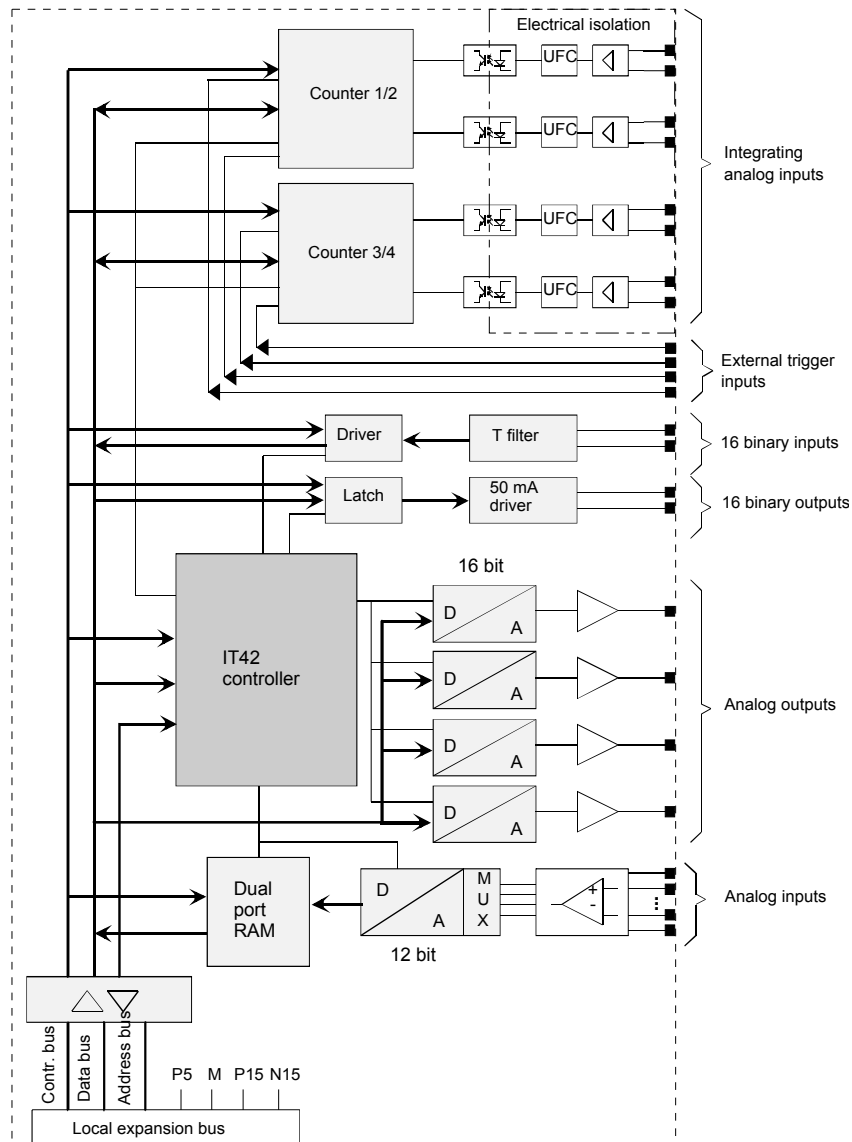 Electrical isolation
UFC
Counter 1/2
UFC
Integrating
analog inputs
UFC
Counter 3/4
UFC
External trigger
inputs
Driver
T filter
16 binary inputs
Latch
50 mA
driver
16 binary outputs
16 bit
D
A
IT42
controller
D
A
Analog outputs
D
A
D
A
Dual
port
RAM
D
A
M
U
X
+
-
Analog inputs
12 bit
Contr. bus
Data bus
Address bus
P5 M P15 N15
Local expansion bus